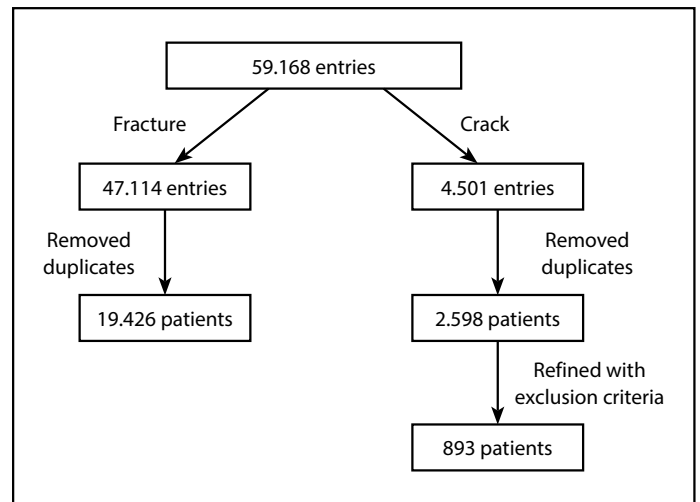 59.168 entries
Fracture
Crack
47.114 entries
4.501 entries
Removed
duplicates
Removed
duplicates
19.426 patients
2.598 patients
Refined with
exclusion criteria
893 patients